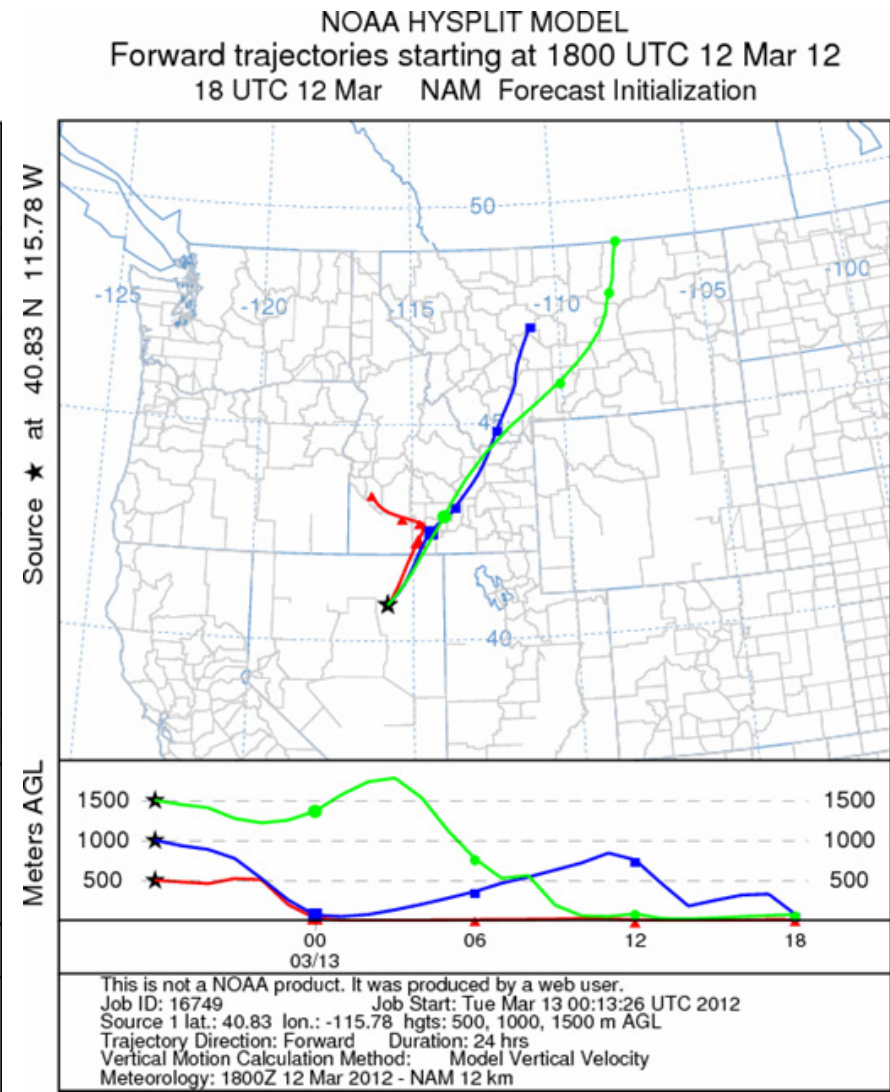 NOAA HYSPLIT MODEL
Forward trajectories starting at 1800 UTC 12 Mar 12
18 UTC 12 Mar NAM Forecast Initialization
Source ★ at 40.83 N 115.78 W
50
-125
-120
-115
-110
-105
-100
45
40
Meters AGL
1500 1500
1000 1000
500 500
00 06 12 18
03/13
This is not a NOAA product. It was produced by a web user.
Job ID: 16749 Job Start: Tue Mar 13 00:13:26 UTC 2012
Source 1 lat.: 40.83 lon.: -115.78 hgts: 500, 1000, 1500 m AGL
Trajectory Direction: Forward Duration: 24 hrs
Vertical Motion Calculation Method: Model Vertical Velocity
Meteorology: 1800Z 12 Mar 2012 - NAM 12 km